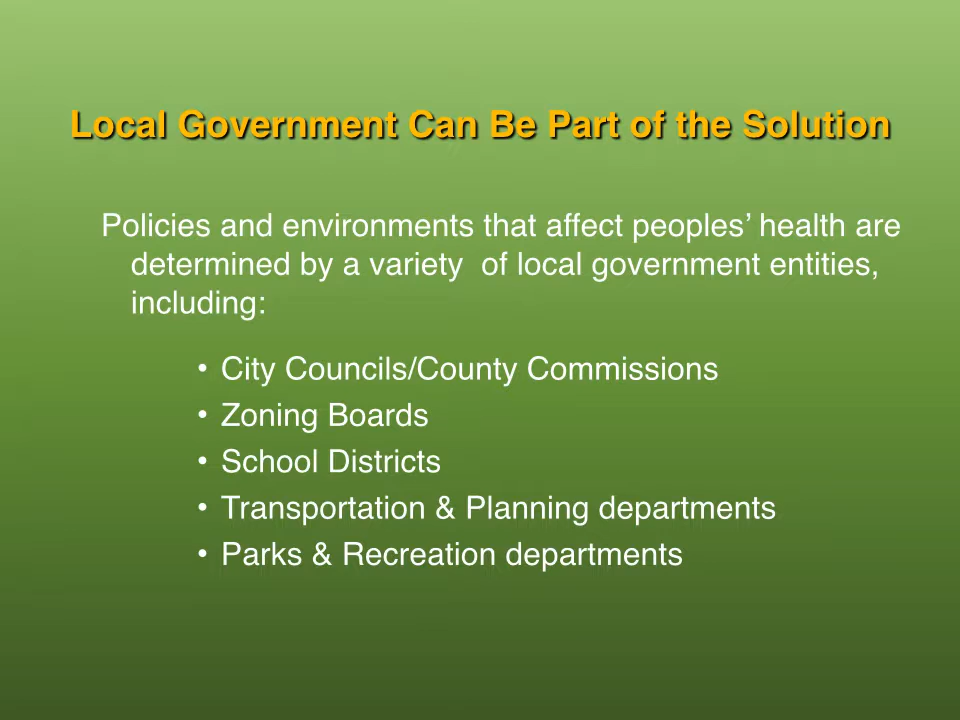 Local Government Can Be Part of the Solution
Policies and environments that affect peoples’ health are
determined by a variety  of local government entities,
including:
• City Councils/County Commissions
• Zoning Boards
• School Districts
• Transportation & Planning departments
• Parks & Recreation departments